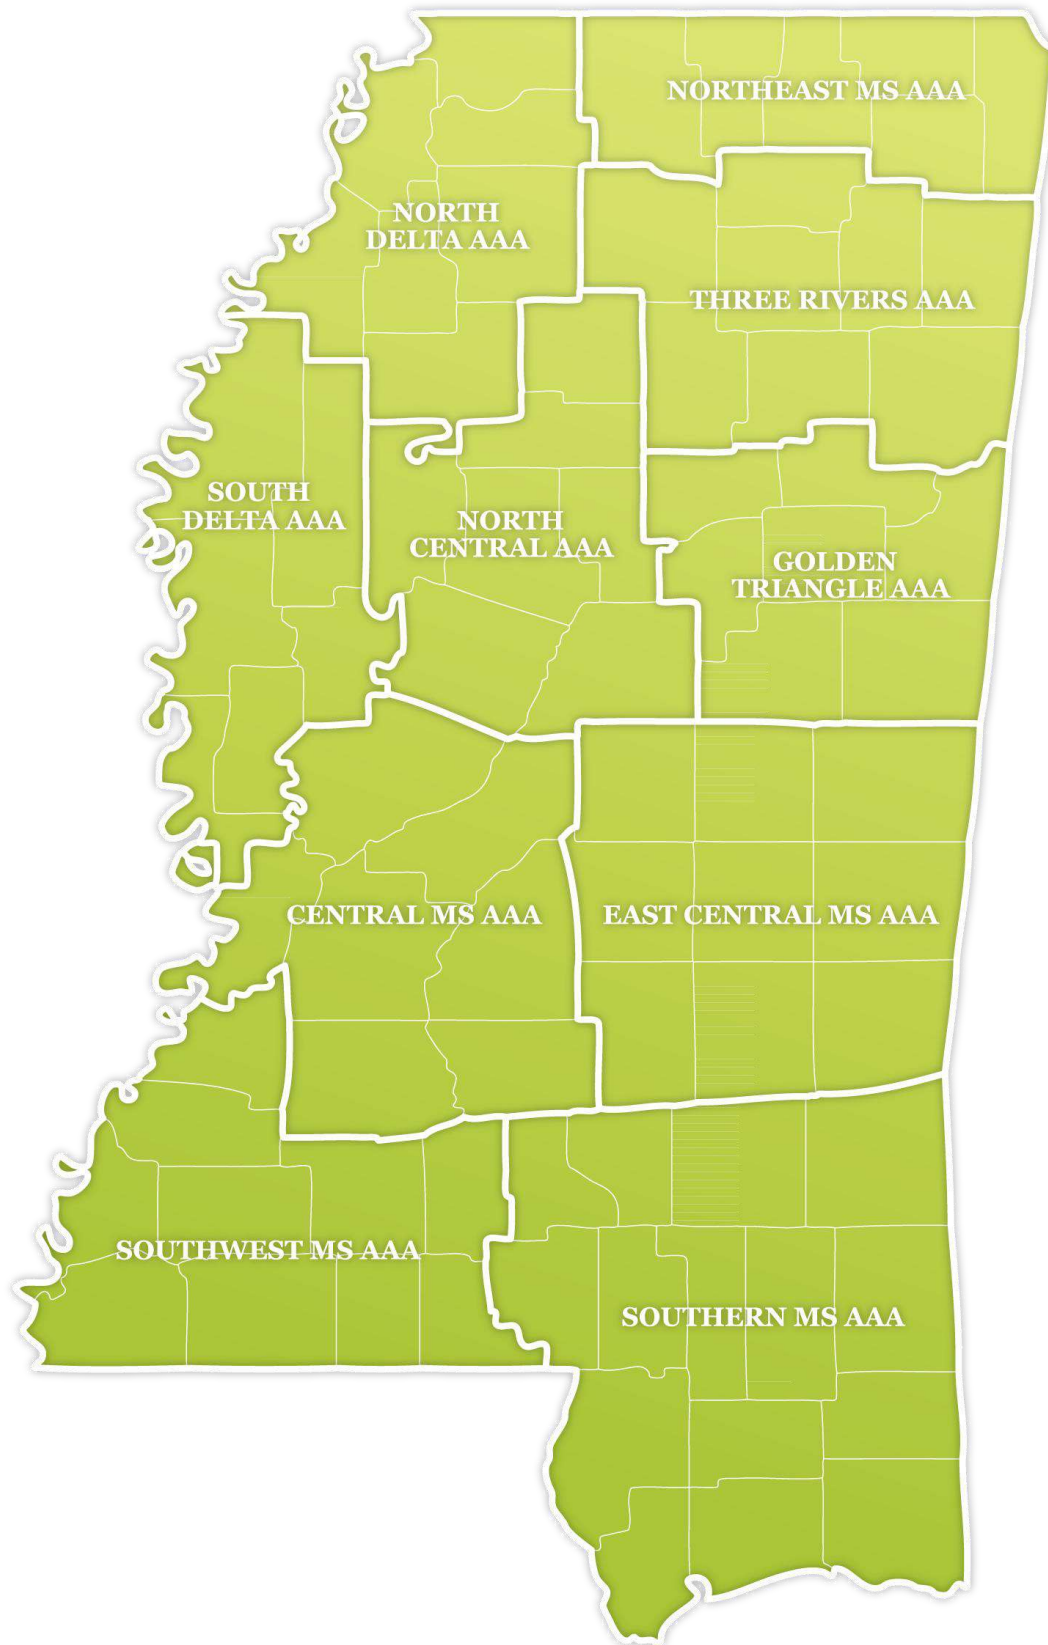 NORTHEAST MS AAA
NORTH
DELTA AAA
THREE RIVERS AAA
SOUTH
DELTA AAA
NORTH
CENTRAL AAA
GOLDEN
TRIANGLE AAA
CENTRAL MS AAA
EAST CENTRAL MS AAA
SOUTHWEST MS AAA
SOUTHERN MS AAA